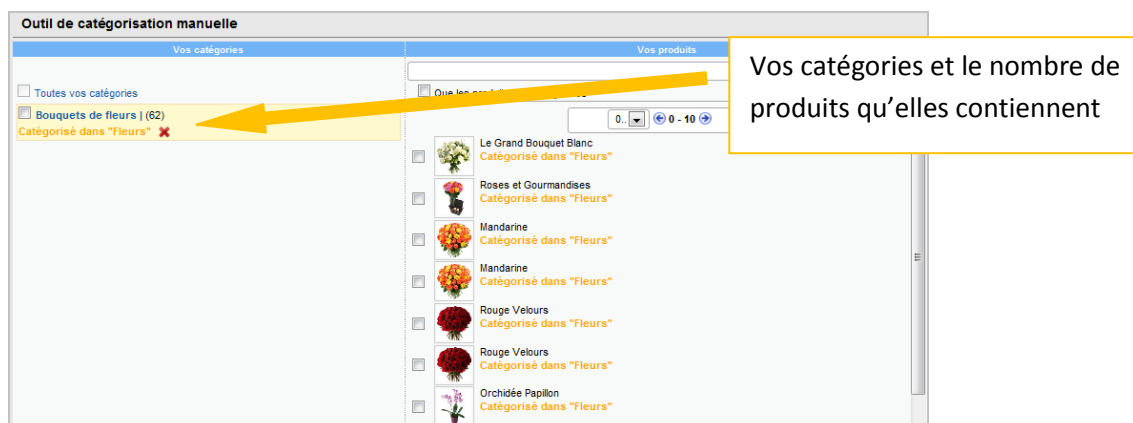 Outil de catégorisation manuelle
Vos catégories
Vos produits
Vos catégories et le nombre de
produits qu’elles contiennent
Toutes vos catégories
Que les
Bouquets de fleurs | (62)
Catégorisé dans "Fleurs"
0..
0 - 10
Le Grand Bouquet Blanc
Catégorisé dans "Fleurs"
Roses et Gourmandises
Catégorisé dans "Fleurs"
Mandarine
Catégorisé dans "Fleurs"
Mandarine
Catégorisé dans "Fleurs"
Rouge Velours
Catégorisé dans "Fleurs"
Rouge Velours
Catégorisé dans "Fleurs"
Orchidée Papillon
Catégorisé dans "Fleurs"